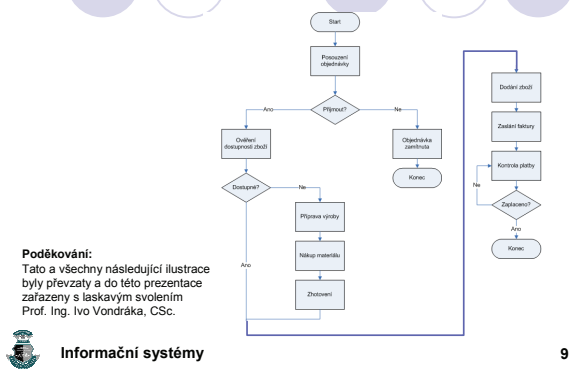 Start
Posouzení
objednávky
Přijmout?
Ano
Ne
Ověření
dostupnosti zboží
Objednávka
zamítnuta
Konec
Dostupné?
Ne
Příprava výroby
Nákup materiálu
Zhotovení
Ano
Dodání zboží
Zaslání faktury
Kontrola platby
Ne
Zaplaceno?
Ano
Konec
Poděkování:
Tato a všechny následující ilustrace
byly převzaty a do této prezentace
zařazeny s laskavým svolením
Prof. Ing. Ivo Vondráka, CSc.
Informační systémy
9